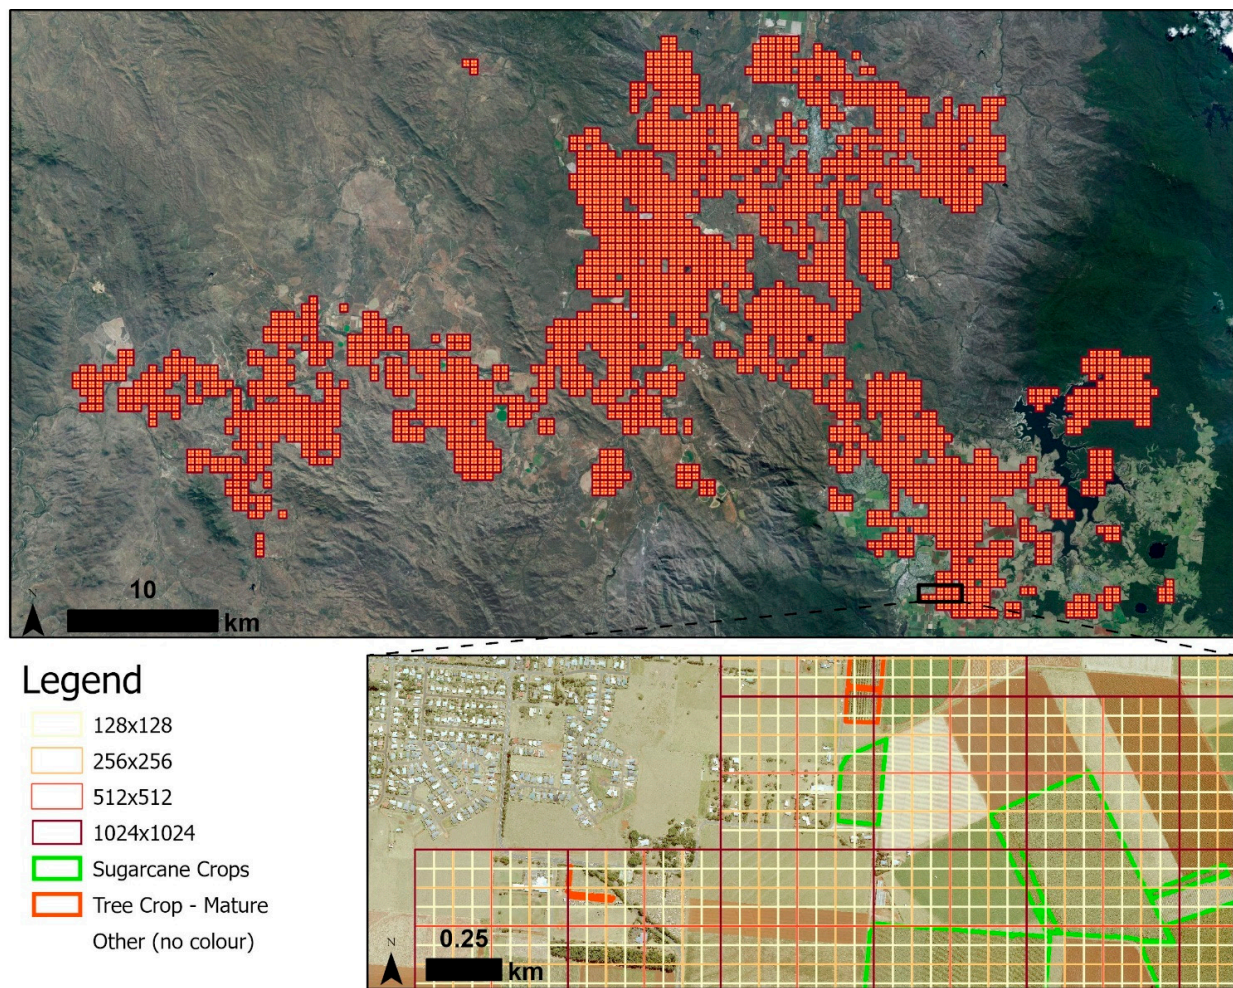 N
10
km
Legend
128x128
256x256
512x512
1024x1024
Sugarcane Crops
Tree Crop - Mature
Other (no colour)
N
0.25
km